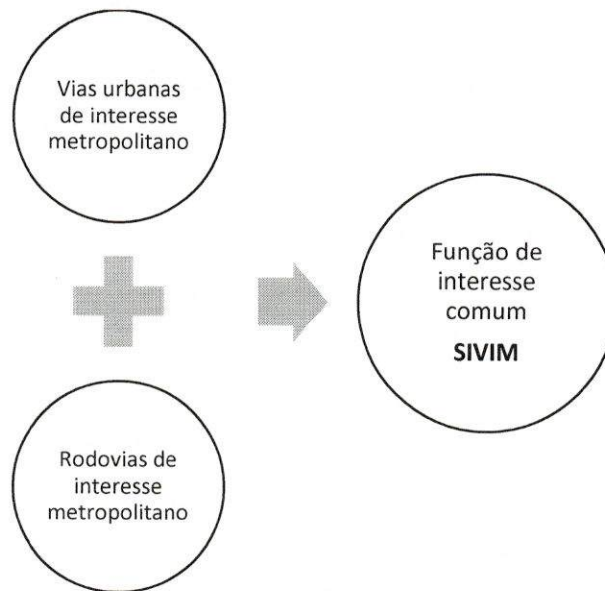 Vias urbanas
de interesse
metropolitano
Função de
interesse
comum
SIVIM
Rodovias de
interesse
metropolitano